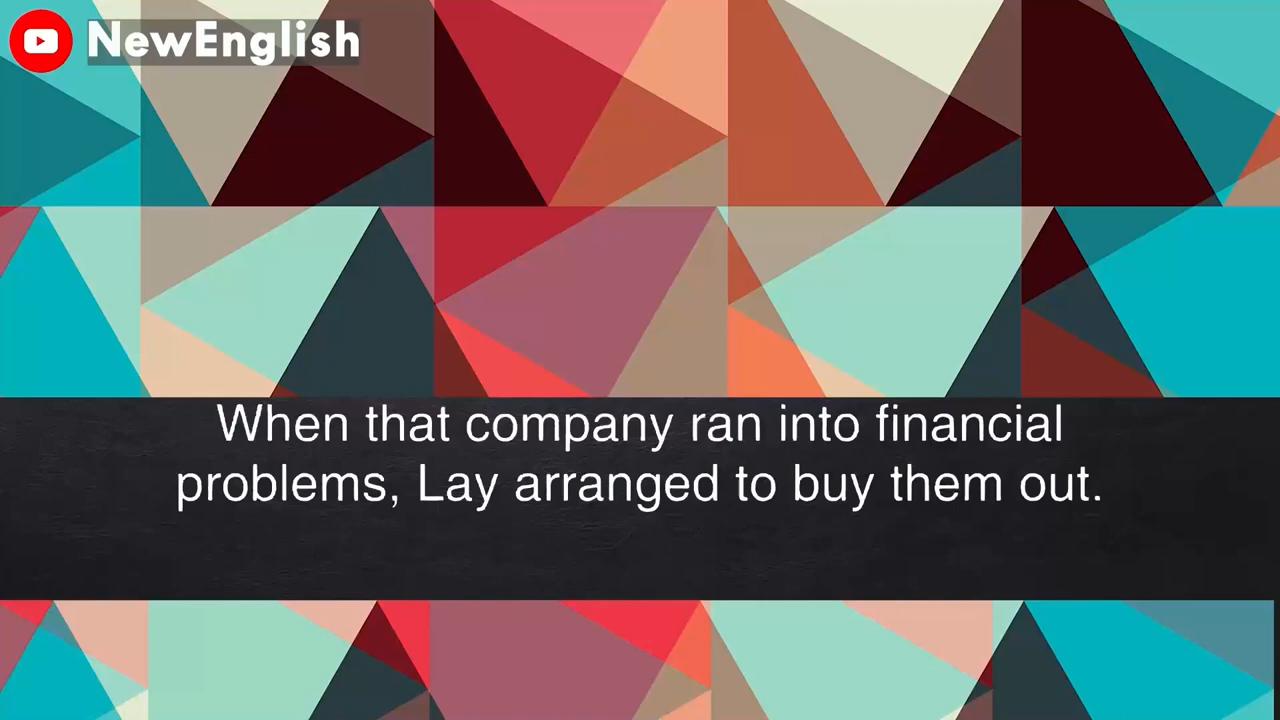 NewEnglish
When that company ran into financial
problems, Lay arranged to buy them out.